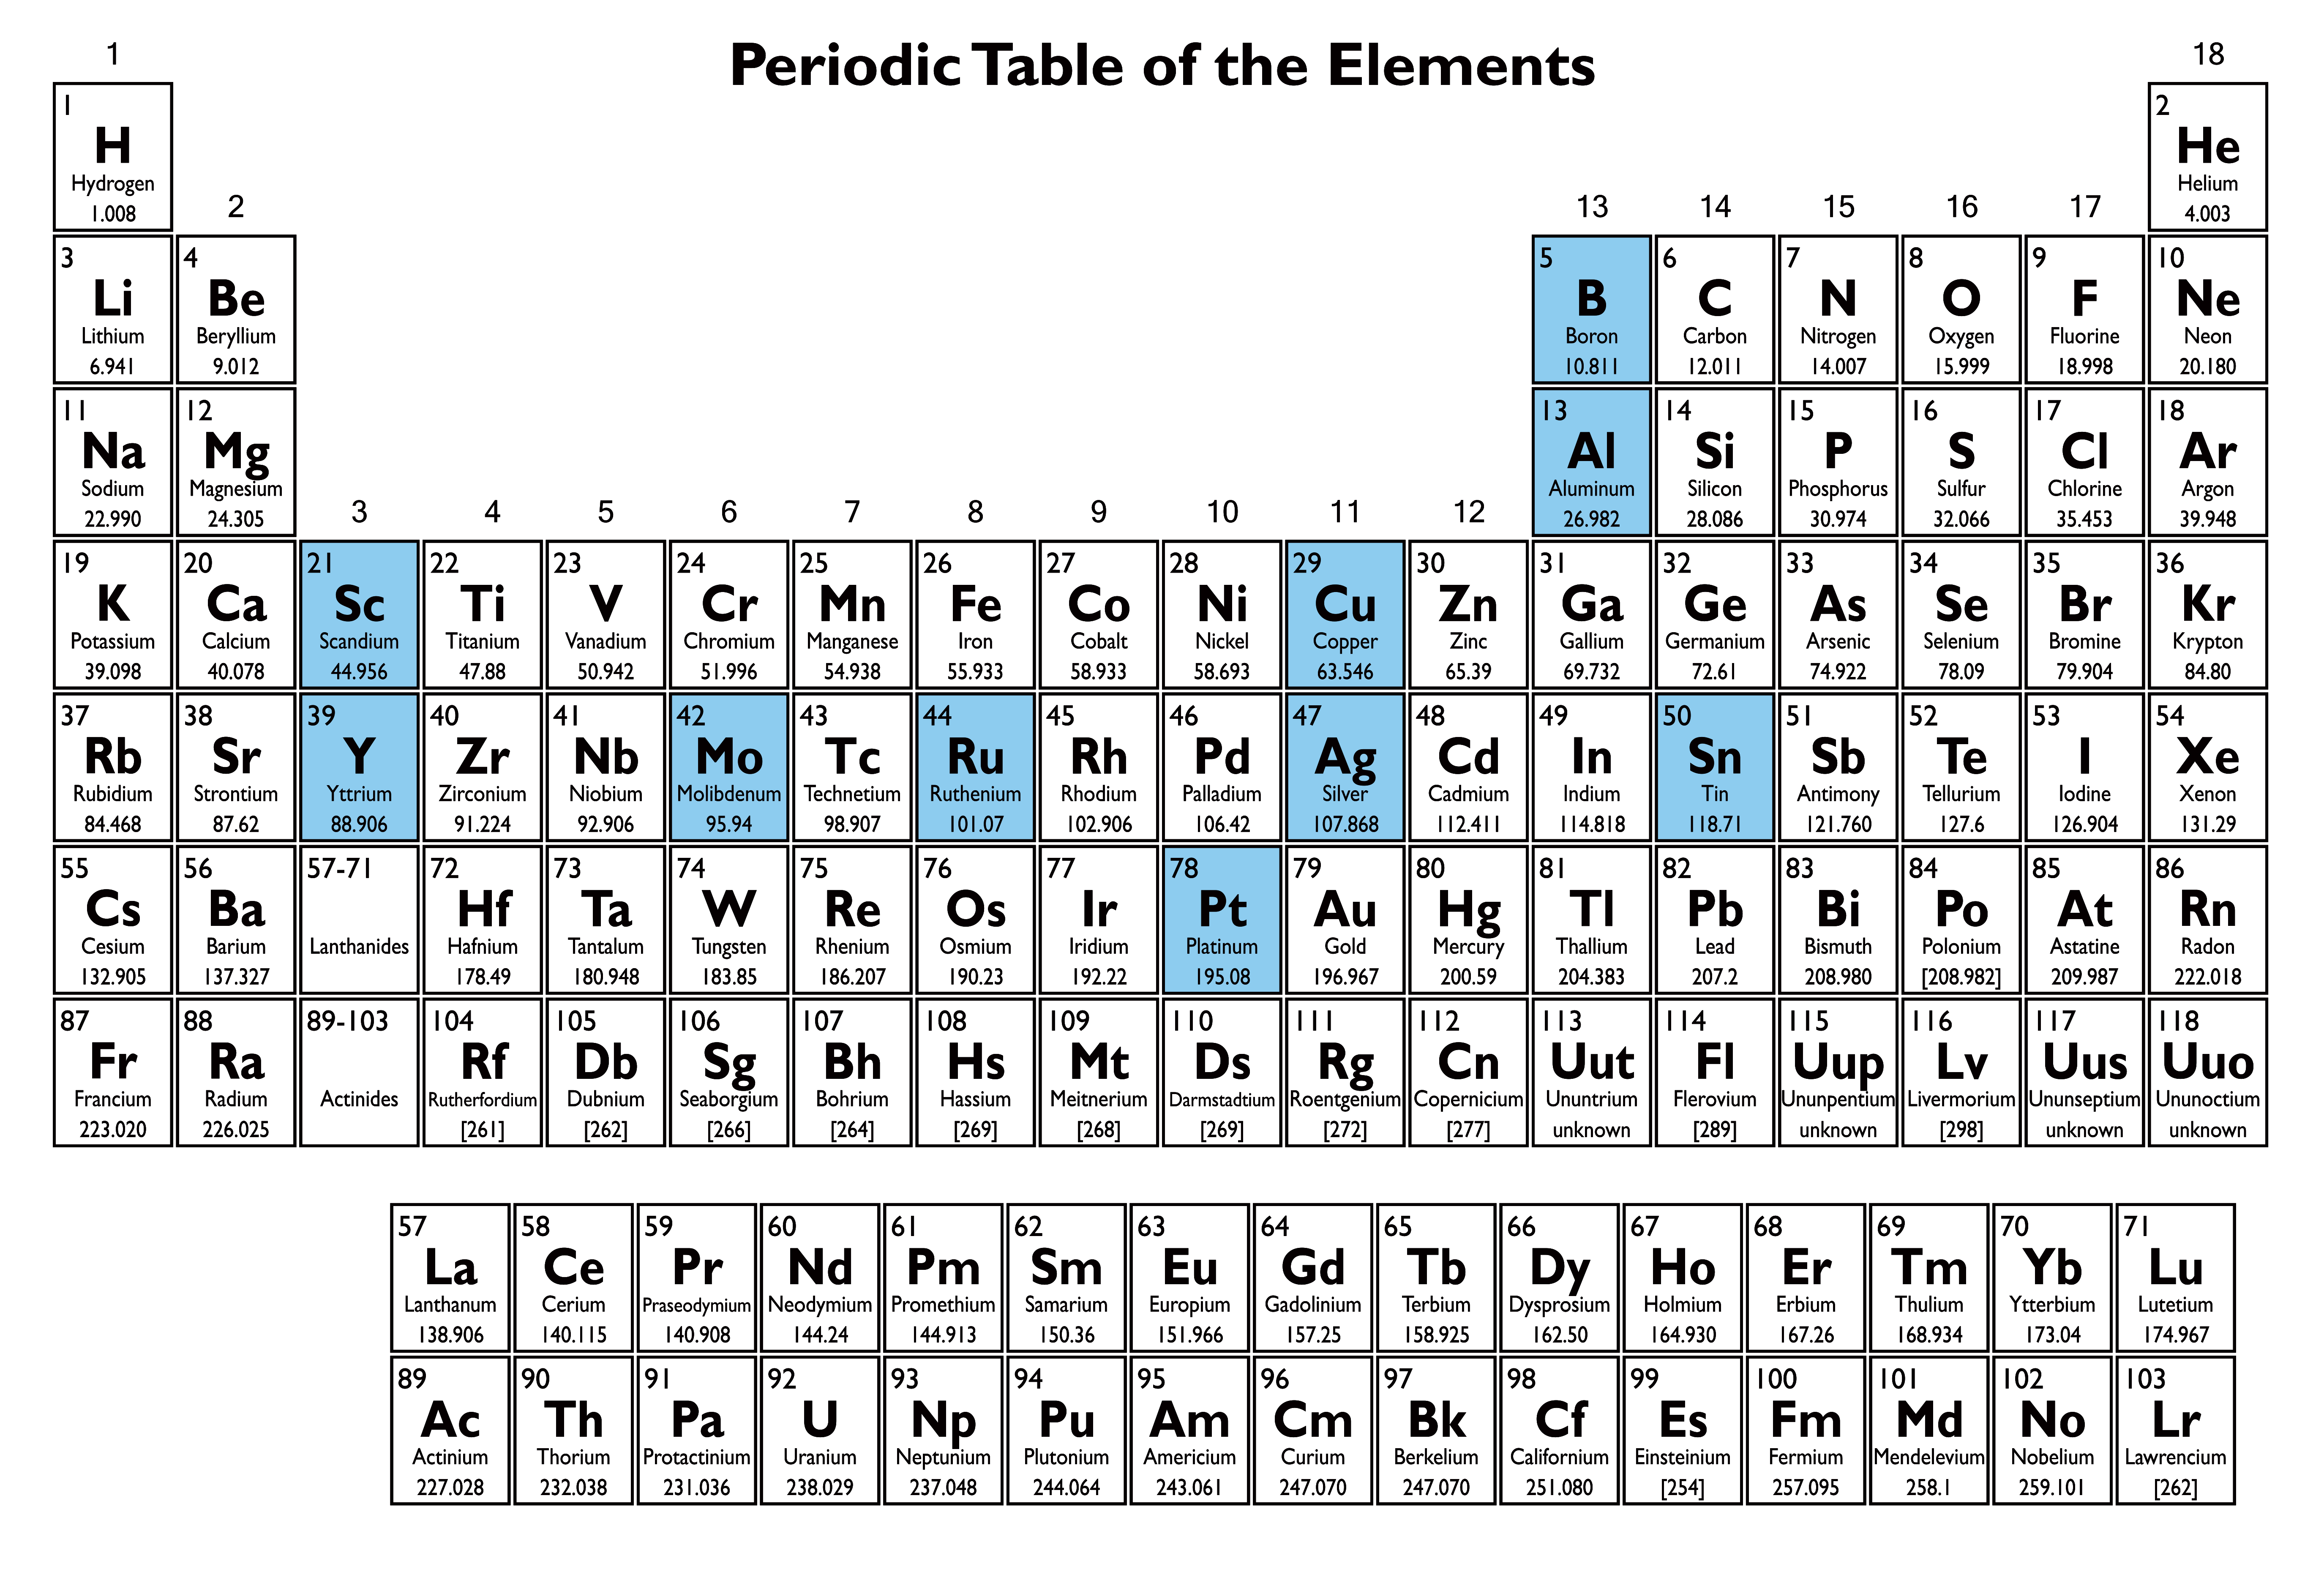 Periodic Table of the Elements
1 18
1 2
H He
Hydrogen Helium
1.008 4.003
2 13 14 15 16 17
3 4 5 6 7 8 9 10
Li Be B C N O F Ne
Lithium Beryllium Boron Carbon Nitrogen Oxygen Fluorine Neon
6.941 9.012 10.811 12.011 14.007 15.999 18.998 20.180
11 12 13 14 15 16 17 18
Na Mg Al Si P S Cl Ar
Sodium Magnesium Aluminum Silicon Phosphorus Sulfur Chlorine Argon
22.990 24.305 26.982 28.086 30.974 32.066 35.453 39.948
3 4 5 6 7 8 9 10 11 12
19 20 21 22 23 24 25 26 27 28 29 30 31 32 33 34 35 36
K Ca Sc Ti V Cr Mn Fe Co Ni Cu Zn Ga Ge As Se Br Kr
Potassium Calcium Scandium Titanium Vanadium Chromium Manganese Iron Cobalt Nickel Copper Zinc Gallium Germanium Arsenic Selenium Bromine Krypton
39.098 40.078 44.956 47.88 50.942 51.996 54.938 55.933 58.933 58.693 63.546 65.39 69.732 72.61 74.922 78.09 79.904 84.80
37 38 39 40 41 42 43 44 45 46 47 48 49 50 51 52 53 54
Rb Sr Y Zr Nb Mo Tc Ru Rh Pd Ag Cd In Sn Sb Te I Xe
Rubidium Strontium Yttrium Zirconium Niobium Molibdenum Technetium Ruthenium Rhodium Palladium Silver Cadmium Indium Tin Antimony Tellurium Iodine Xenon
84.468 87.62 88.906 91.224 92.906 95.94 98.907 101.07 102.906 106.42 107.868 112.411 114.818 118.71 121.760 127.6 126.904 131.29
55 56 57-71 72 73 74 75 76 77 78 79 80 81 82 83 84 85 86
Cs Ba Hf Ta W Re Os Ir Pt Au Hg Tl Pb Bi Po At Rn
Cesium Barium Lanthanides Hafnium Tantalum Tungsten Rhenium Osmium Iridium Platinum Gold Mercury Thallium Lead Bismuth Polonium Astatine Radon
132.905 137.327 178.49 180.948 183.85 186.207 190.23 192.22 195.08 196.967 200.59 204.383 207.2 208.980 [208.982] 209.987 222.018
87 88 89-103 104 105 106 107 108 109 110 111 112 113 114 115 116 117 118
Fr Ra Rf Db Sg Bh Hs Mt Ds Rg Cn Uut Fl Uup Lv Uus Uuo
Francium Radium Actinides Rutherfordium Dubnium Seaborgium Bohrium Hassium Meitnerium Darmstadtium Roentgenium Copernicium Ununtrium Flerovium Ununpentium Livermorium Ununseptium Ununoctium
223.020 226.025 [261] [262] [266] [264] [269] [268] [269] [272] [277] unknown [289] unknown [298] unknown unknown
57 58 59 60 61 62 63 64 65 66 67 68 69 70 71
La Ce Pr Nd Pm Sm Eu Gd Tb Dy Ho Er Tm Yb Lu
Lanthanum Cerium Praseodymium Neodymium Promethium Samarium Europium Gadolinium Terbium Dysprosium Holmium Erbium Thulium Ytterbium Lutetium
138.906 140.115 140.908 144.24 144.913 150.36 151.966 157.25 158.925 162.50 164.930 167.26 168.934 173.04 174.967
89 90 91 92 93 94 95 96 97 98 99 100 101 102 103
Ac Th Pa U Np Pu Am Cm Bk Cf Es Fm Md No Lr
Actinium Thorium Protactinium Uranium Neptunium Plutonium Americium Curium Berkelium Californium Einsteinium Fermium Mendelevium Nobelium Lawrencium
227.028 232.038 231.036 238.029 237.048 244.064 243.061 247.070 247.070 251.080 [254] 257.095 258.1 259.101 [262]